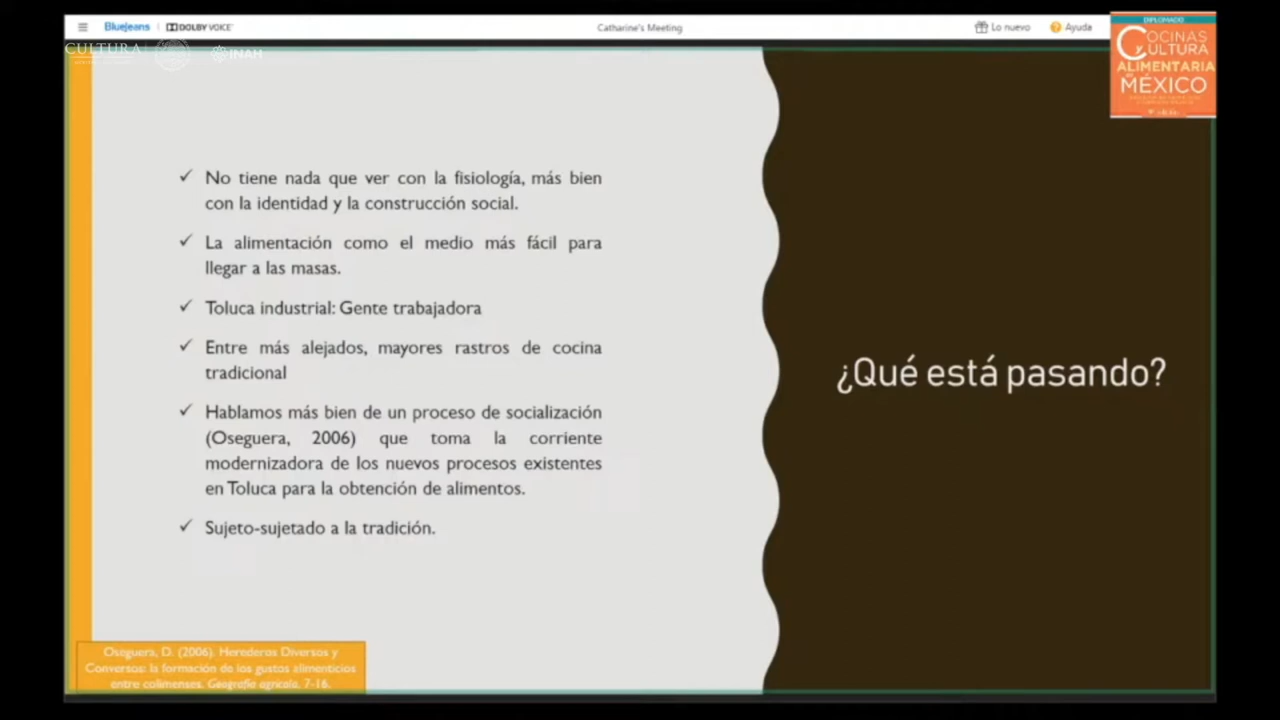 BlueJeans
DOLBY VOICE
Catharine's Meeting
Lo nuevo
Ayuda
CULTURA
INAH
DIPLOMADO
COCINAS
Y CULTURA
ALIMENTARIA
MÉXICO
No tiene nada que ver con la fisiología, más bien
con la identidad y la construcción social.
La alimentación como el medio más fácil para
llegar a las masas.
Toluca industrial: Gente trabajadora
Entre más alejados, mayores rastros de cocina
tradicional
Hablamos más bien de un proceso de socialización
(Oseguera, 2006) que toma la corriente
modernizadora de los nuevos procesos existentes
en Toluca para la obtención de alimentos.
Sujeto-sujetado a la tradición.
¿Qué está pasando?
Oseguera, D. (2006). Herederos Diversos y
Conversos: la formación de los gustos alimenticios
entre colimenses. Geografía agrícola. 7-16.